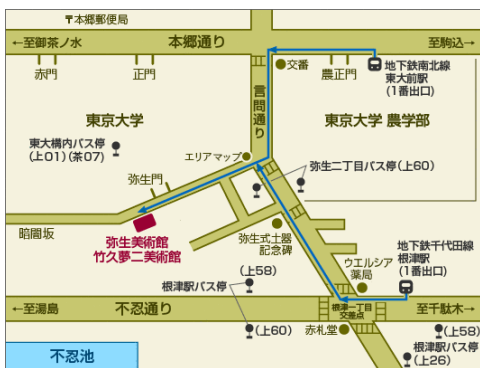 〒本郷郵便局
←至御茶ノ水
本郷通り
至駒込→
赤門
正門
交番
農正門
地下鉄南北線
東大前駅
(1番出口)
言問通り
東京大学
東京大学 農学部
東大構内バス停
(上01)(茶07)
エリアマップ
弥生二丁目バス停(上60)
弥生門
暗闇坂
弥生美術館
竹久夢二美術館
弥生式土器
記念碑
地下鉄千代田線
根津駅
(1番出口)
ウエルシア
薬局
(上58)
根津駅バス停
←至湯島
不忍通り
根津一丁目
交差点
至千駄木→
(上60)
赤札堂
(上58)
根津駅バス停
(上26)
不忍池